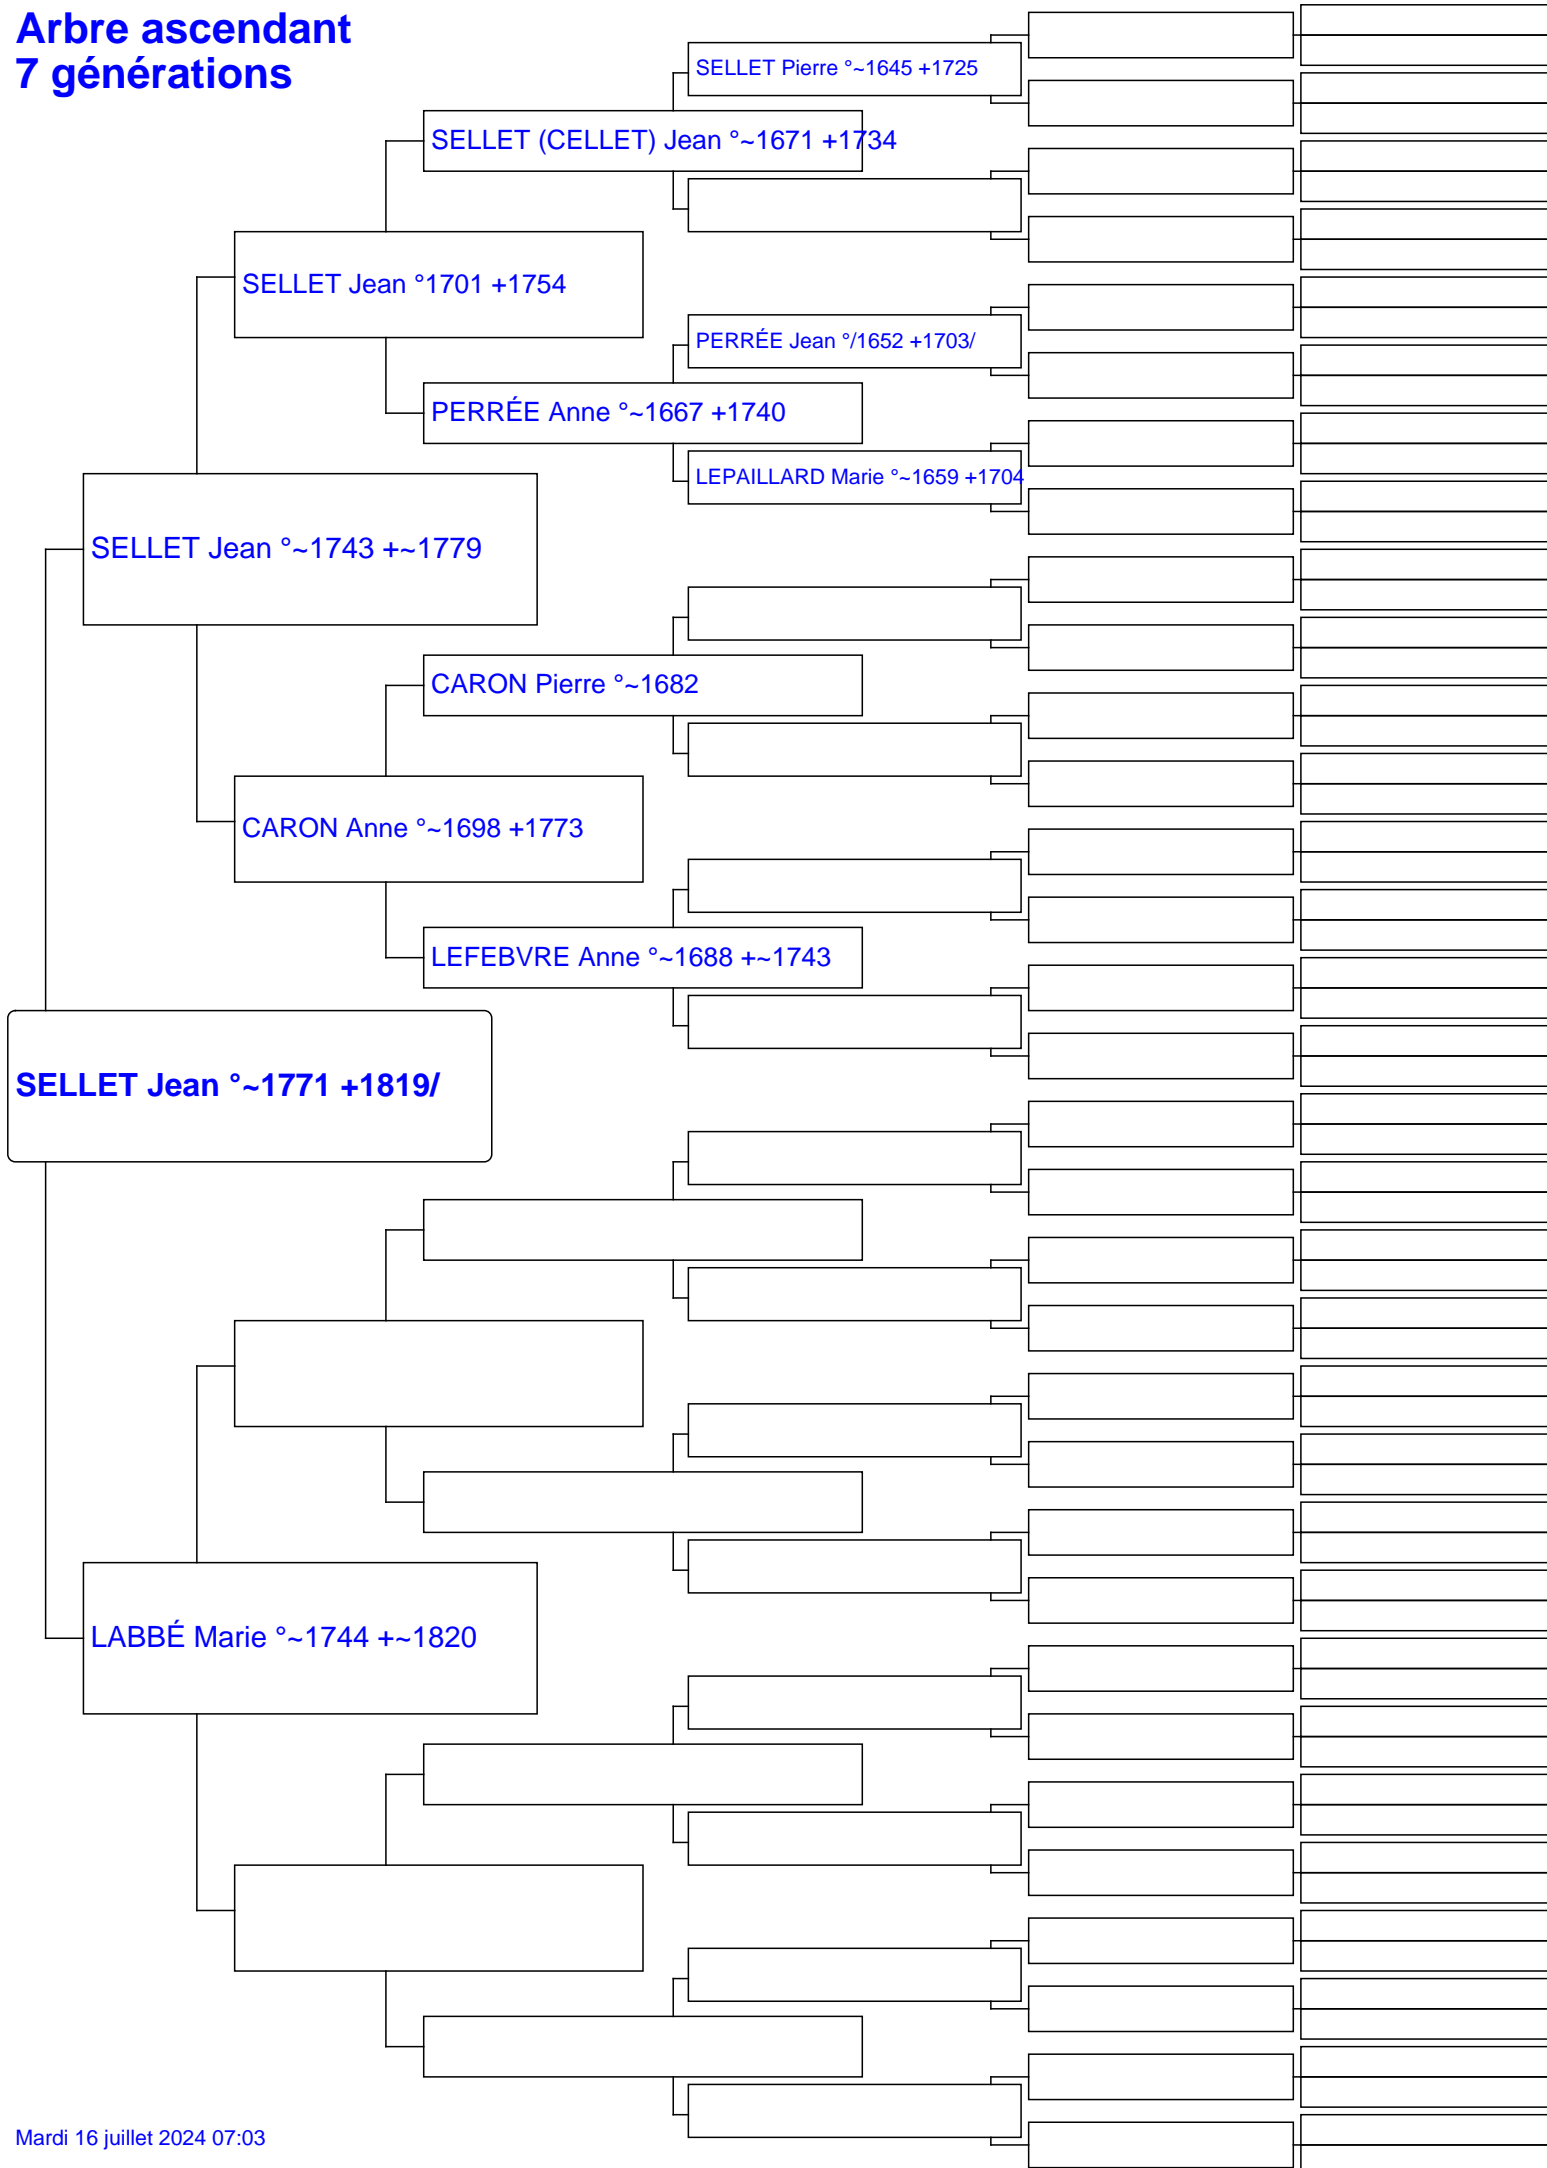 Arbre ascendant
7 générations
SELLET Pierre °~1645 +1725
SELLET (CELLET) Jean °~1671 +1734
SELLET Jean °1701 +1754
PERRÉE Jean °/1652 +1703/
PERRÉE Anne °~1667 +1740
LEPAILLARD Marie °~1659 +1704
SELLET Jean °~1743 +~1779
CARON Pierre °~1682
CARON Anne °~1698 +1773
LEFEBVRE Anne °~1688 +~1743
SELLET Jean °~1771 +1819/
LABBÉ Marie °~1744 +~1820
Mardi 16 juillet 2024 07:03